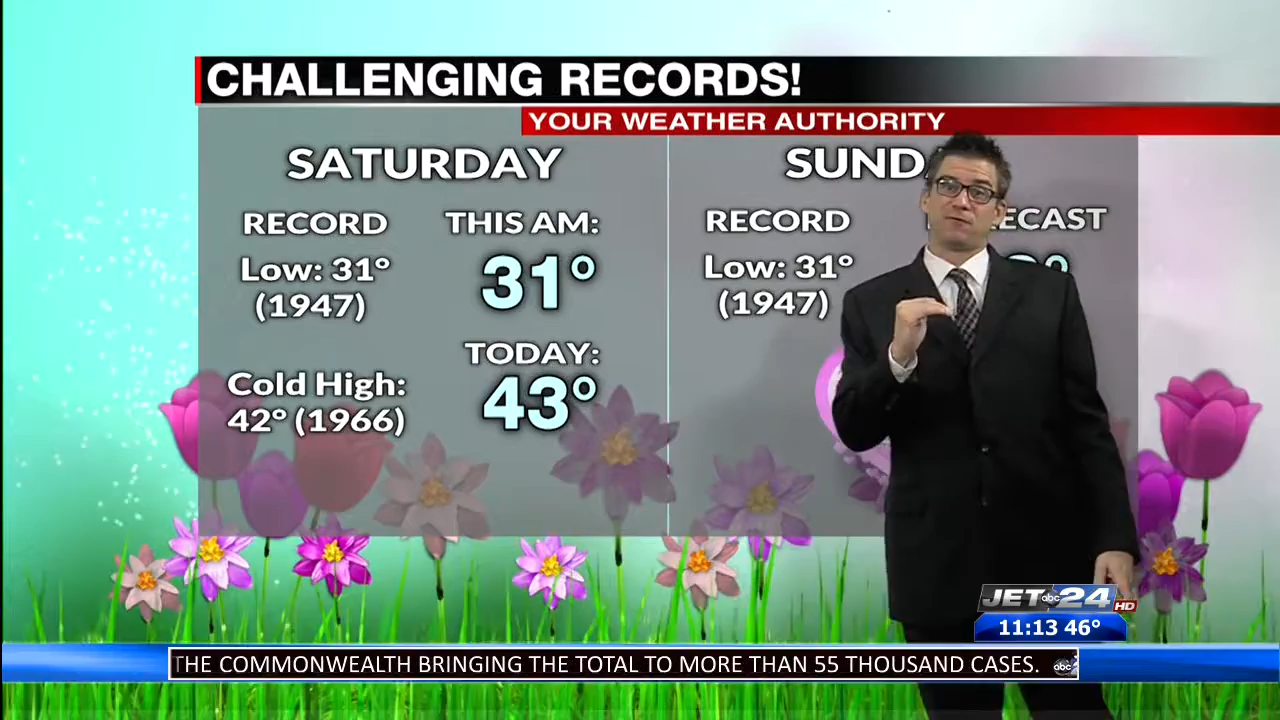 CHALLENGING RECORDS!
YOUR WEATHER AUTHORITY
SATURDAY
RECORD
Low: 31°
(1947)
THIS AM:
31°
Cold High:
42° (1966)
TODAY:
43°
RECORD
Low: 31°
(1947)
JET abc 24 HD
11:13 46°
THE COMMONWEALTH BRINGING THE TOTAL TO MORE THAN 55 THOUSAND CASES.
abc